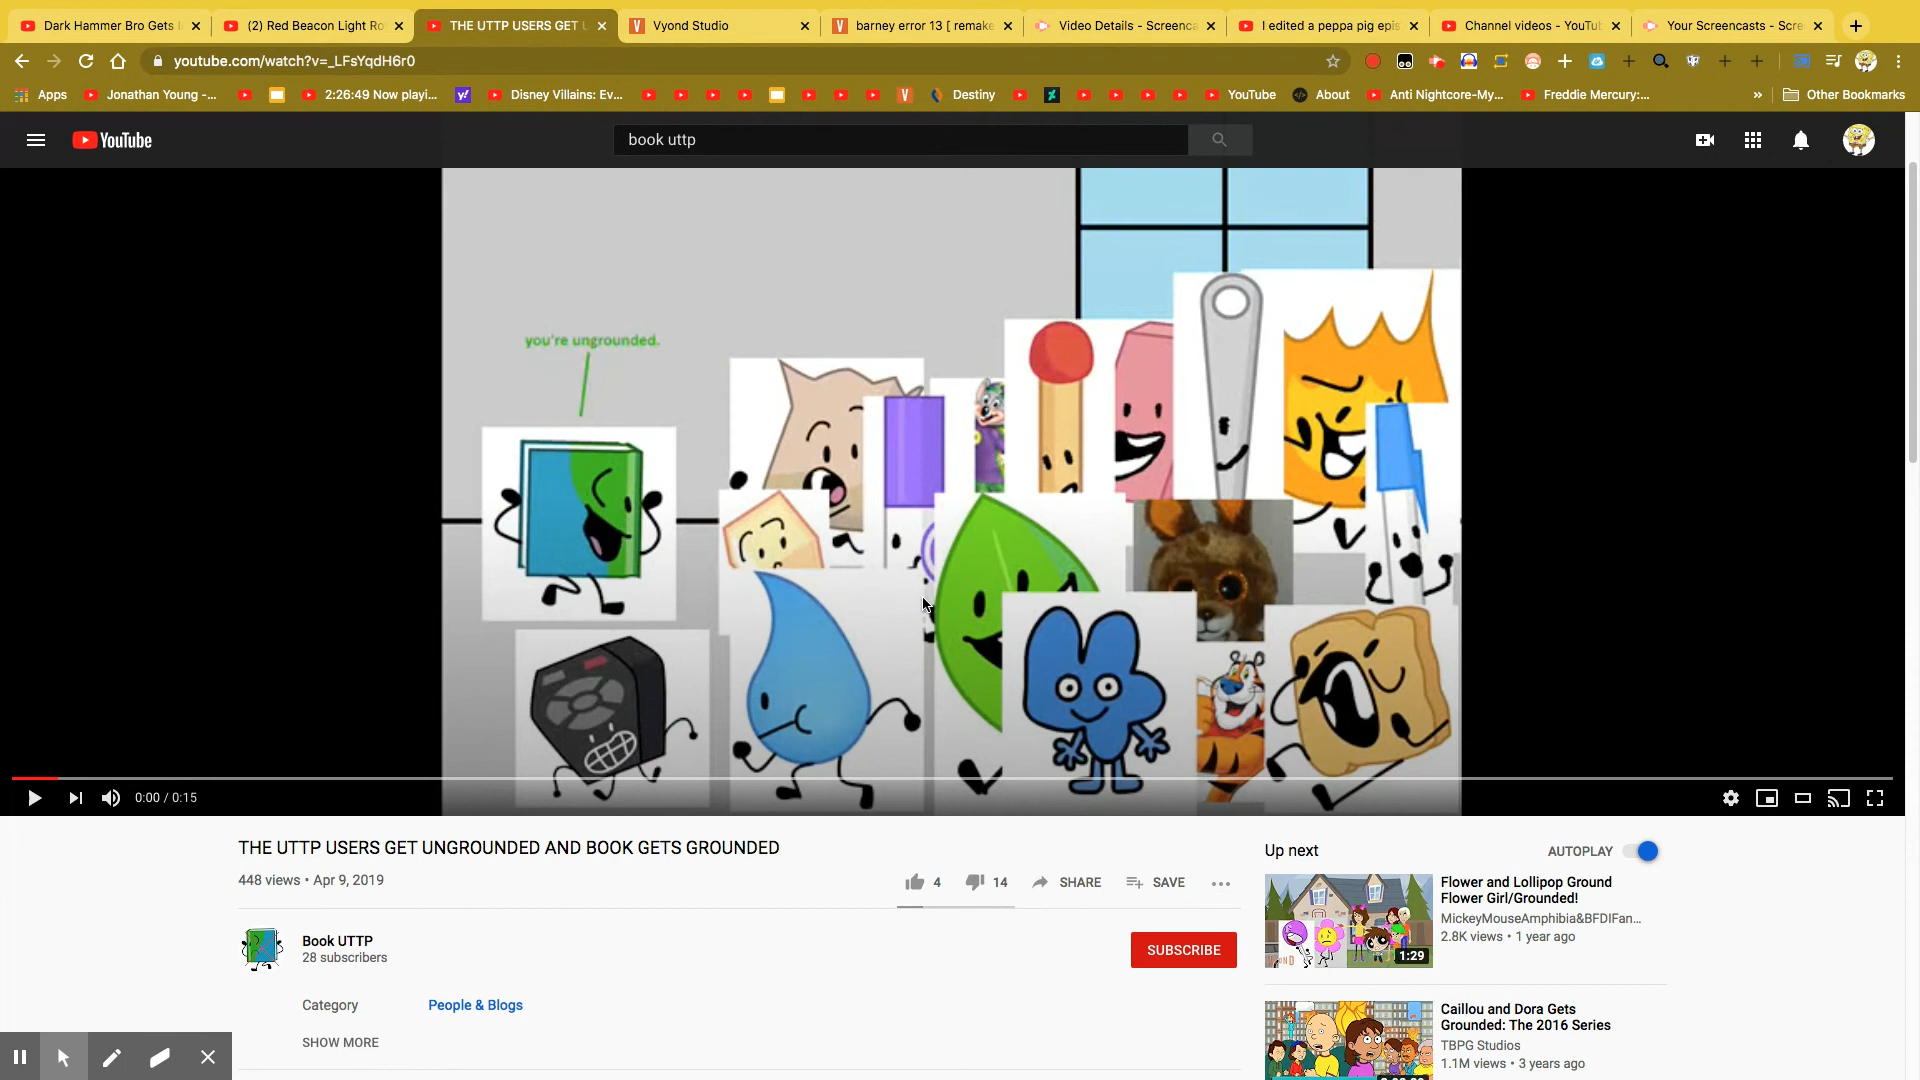 Dark Hammer Bro Gets
(2) Red Beacon Light Ro
THE UTTP USERS GET
Vyond Studio
barney error 13 [ remake
Video Details - Screenca
I edited a peppa pig epis
Channel videos - YouTu
Your Screencasts - Scre
youtube.com/watch?v=_LFsYqdH6r0
Apps
Jonathan Young -...
2:26:49 Now playi...
Disney Villains: Ev...
Destiny
YouTube
About
Anti Nightcore-My...
Freddie Mercury:...
»
Other Bookmarks
YouTube
book uttp
you're ungrounded.
0:00 / 0:15
THE UTTP USERS GET UNGROUNDED AND BOOK GETS GROUNDED
448 views • Apr 9, 2019
4
14
SHARE
SAVE
Book UTTP
28 subscribers
SUBSCRIBE
Category
People & Blogs
SHOW MORE
Up next
AUTOPLAY
Flower and Lollipop Ground
Flower Girl/Grounded!
MickeyMouseAmphibia&BFDIFan...
2.8K views • 1 year ago
1:29
Caillou and Dora Gets
Grounded: The 2016 Series
TBPG Studios
1.1M views • 3 years ago